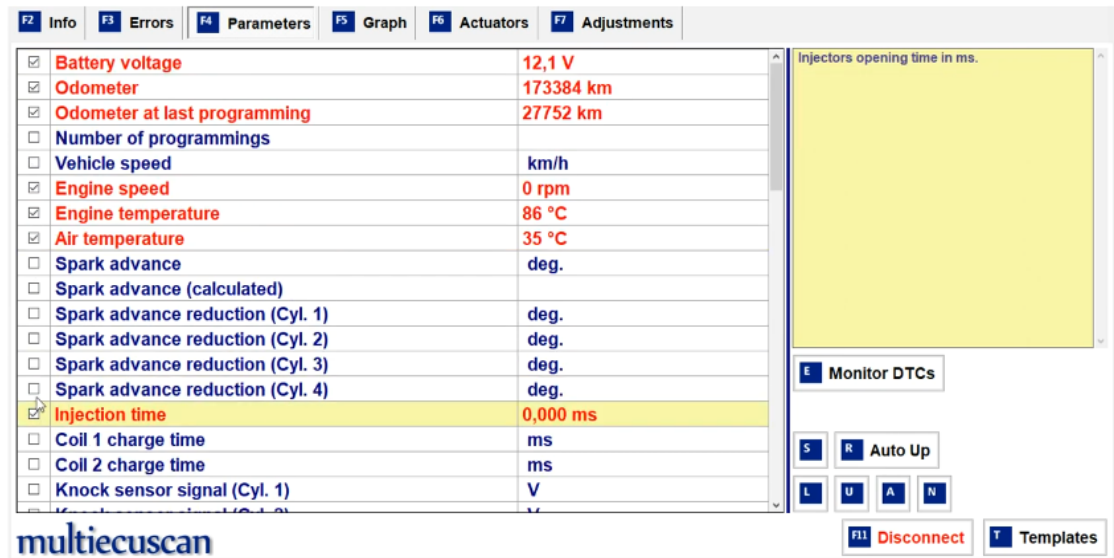 F2 Info F3 Errors F4 Parameters F5 Graph F6 Actuators F7 Adjustments
Battery voltage 12,1 V
Odometer 173384 km
Odometer at last programming 27752 km
Number of programmings
Vehicle speed km/h
Engine speed 0 rpm
Engine temperature 86 °C
Air temperature 35 °C
Spark advance deg.
Spark advance (calculated)
Spark advance reduction (Cyl. 1) deg.
Spark advance reduction (Cyl. 2) deg.
Spark advance reduction (Cyl. 3) deg.
Spark advance reduction (Cyl. 4) deg.
Injection time 0,000 ms
Coil 1 charge time ms
Coil 2 charge time ms
Knock sensor signal (Cyl. 1) V
Injectors opening time in ms.
E Monitor DTCs
S R Auto Up
L U A N
multiecuscan
F11 Disconnect T Templates